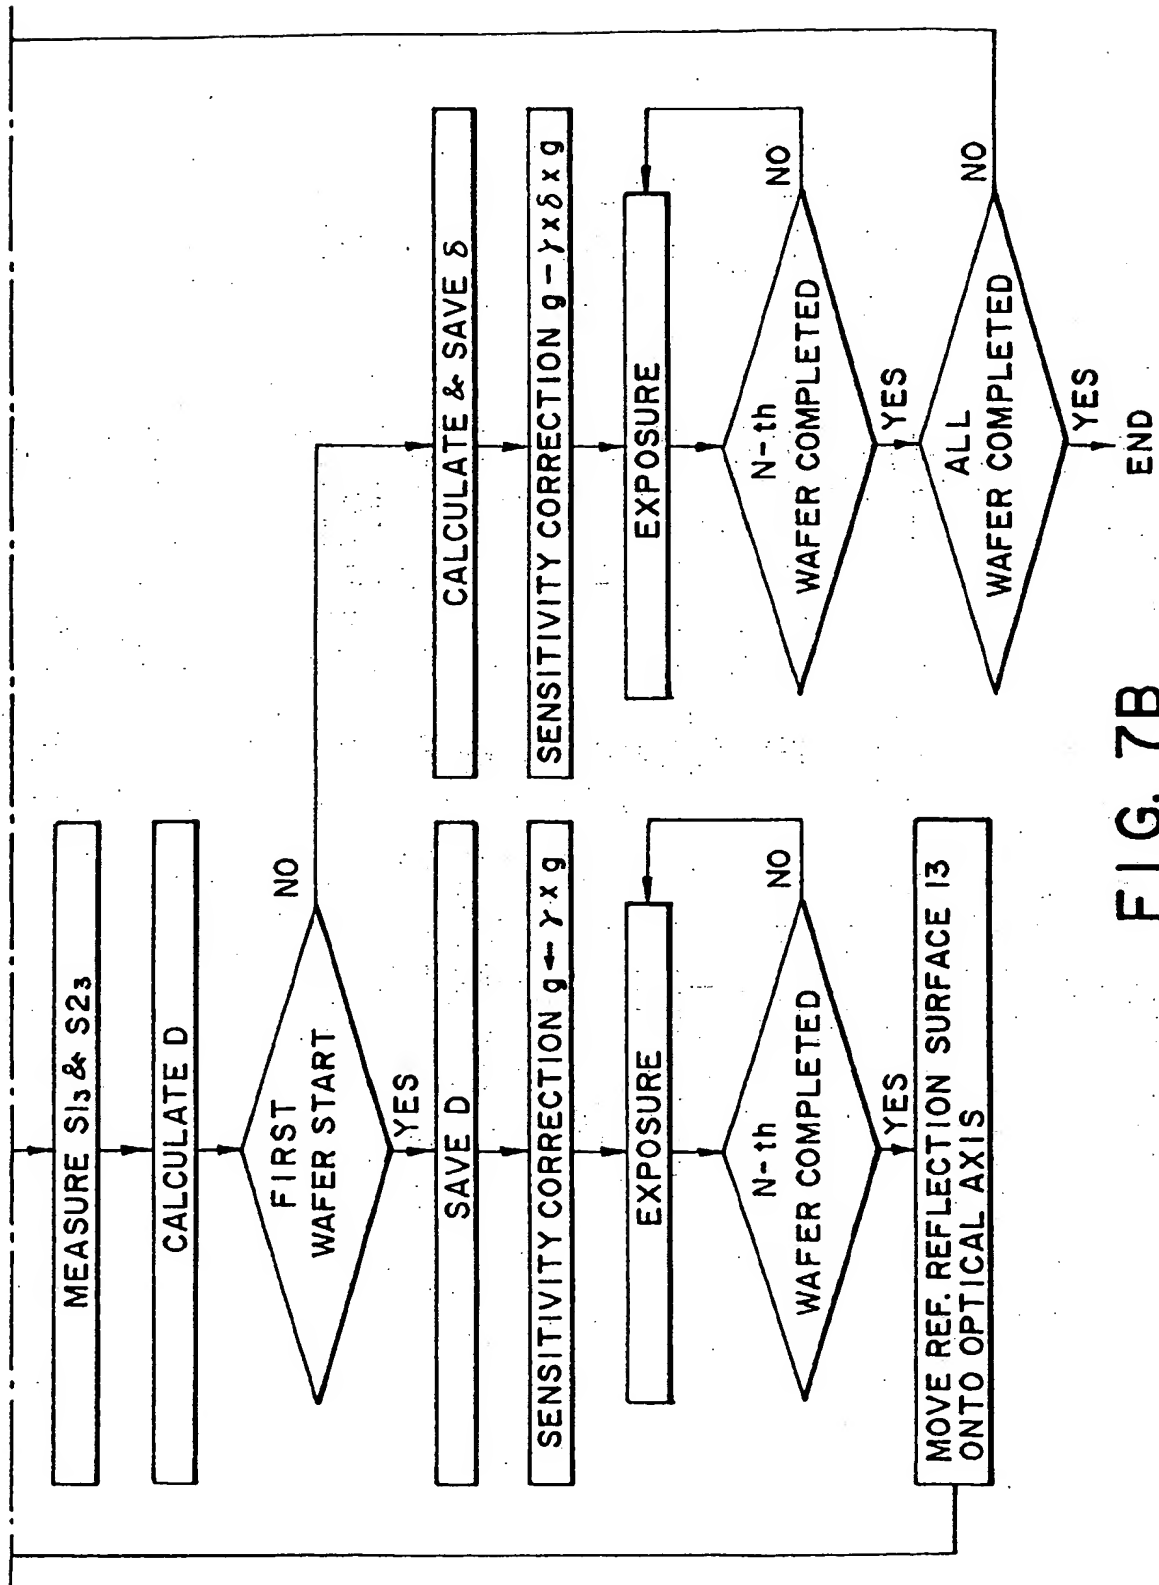 MEASURE S1₃ & S2₃
CALCULATE D
FIRST
WAFER START
NO
YES
SAVE D
SENSITIVITY CORRECTION g ← γ x g
EXPOSURE
N-th
WAFER COMPLETED
NO
YES
MOVE REF. REFLECTION SURFACE 13
ONTO OPTICAL AXIS
CALCULATE & SAVE δ
SENSITIVITY CORRECTION g – γ x δ x g
EXPOSURE
N-th
WAFER COMPLETED
NO
YES
ALL
WAFER COMPLETED
NO
YES
END
FIG. 7B